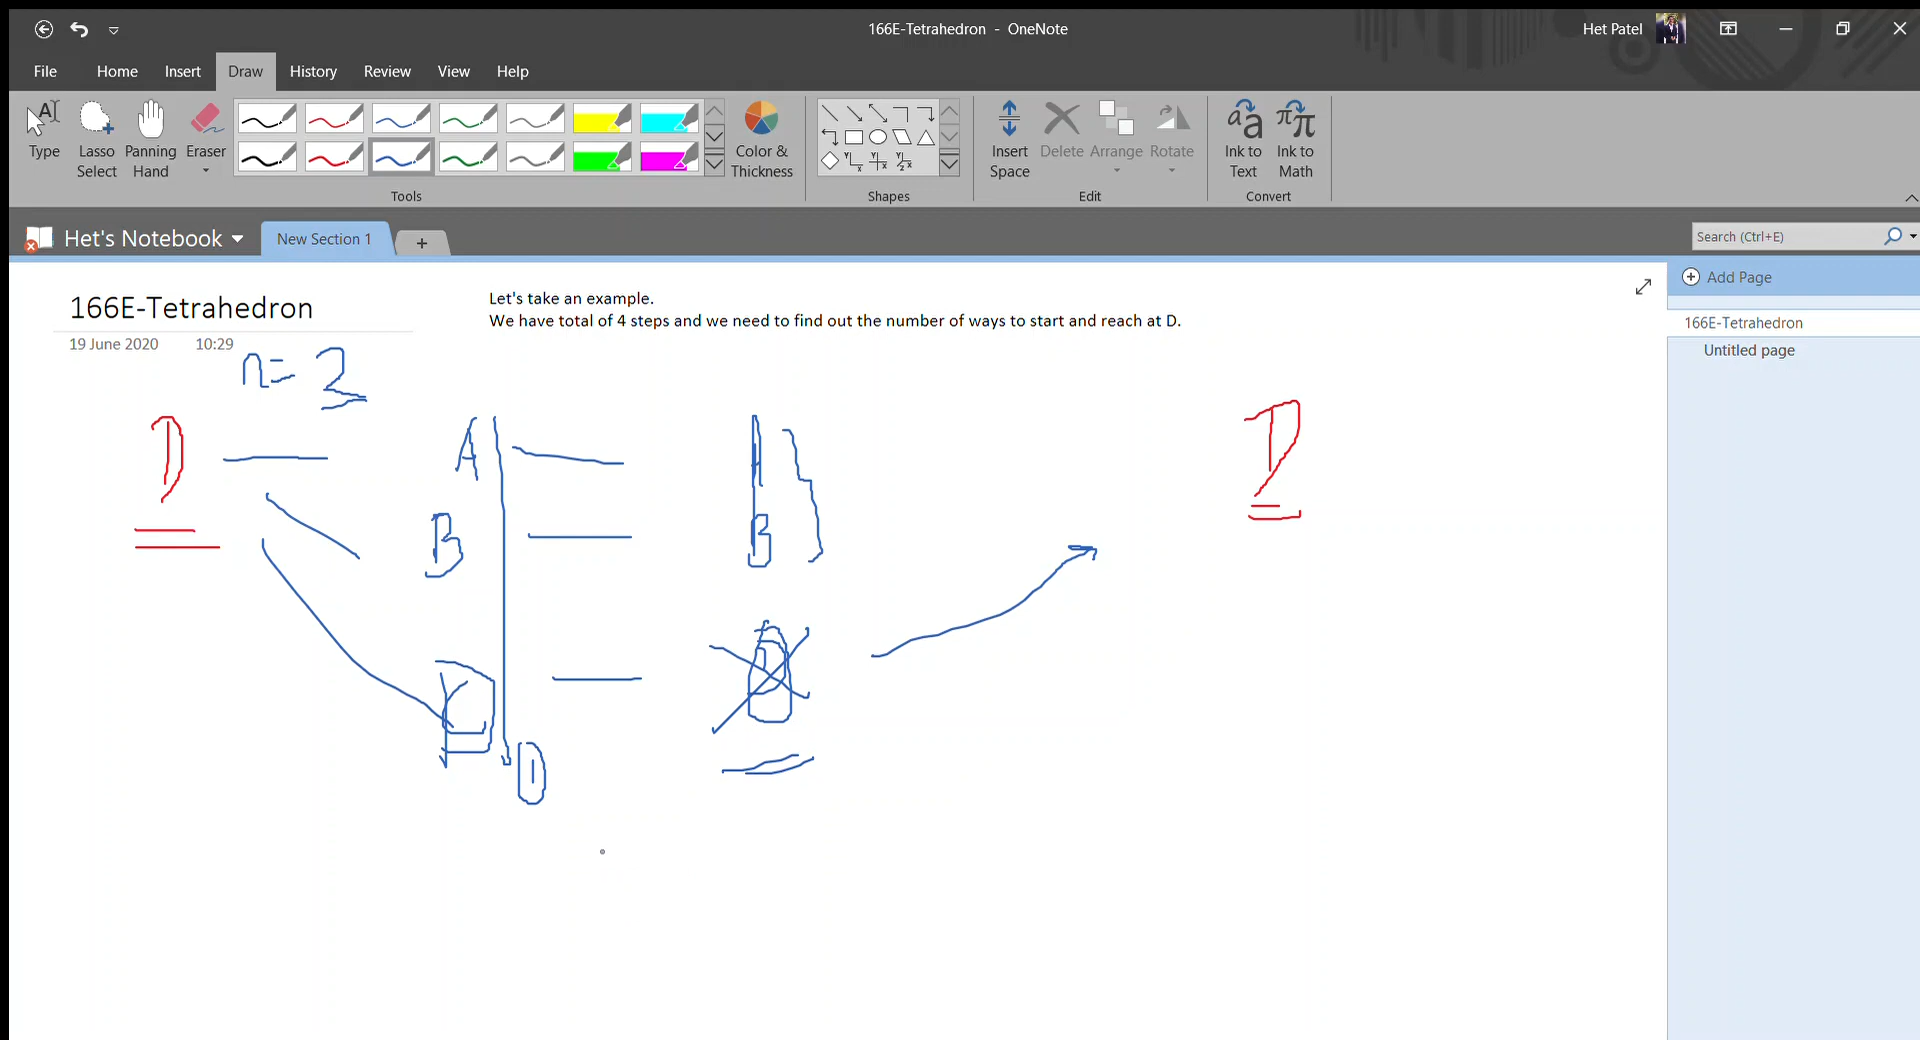 166E-Tetrahedron - OneNote
Het Patel
File Home Insert Draw History Review View Help
Type
Lasso Select
Panning Hand
Eraser
Color & Thickness
Insert Space
Delete
Arrange
Rotate
Ink to Text
Ink to Math
Tools
Shapes
Edit
Convert
Het's Notebook
New Section 1
Search (Ctrl+E)
Add Page
166E-Tetrahedron
Untitled page
166E-Tetrahedron
19 June 2020 10:29
Let's take an example.
We have total of 4 steps and we need to find out the number of ways to start and reach at D.
n = 2
D A A D
B B
C D
D